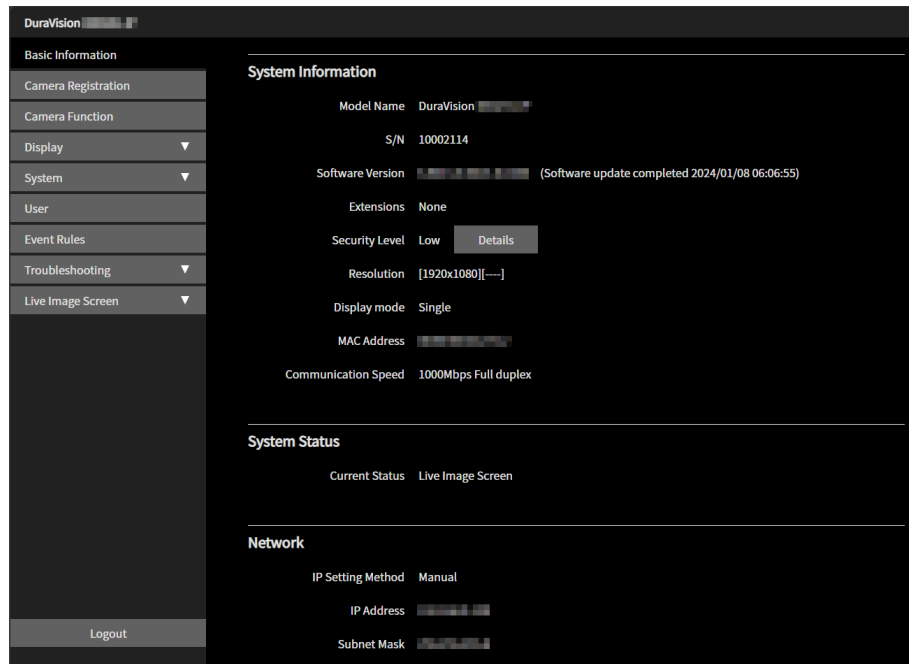 DuraVision
Basic Information
Camera Registration
Camera Function
Display
System
User
Event Rules
Troubleshooting
Live Image Screen
Logout
System Information
Model Name DuraVision
S/N 10002114
Software Version (Software update completed 2024/01/08 06:06:55)
Extensions None
Security Level Low Details
Resolution [1920x1080][----]
Display mode Single
MAC Address
Communication Speed 1000Mbps Full duplex
System Status
Current Status Live Image Screen
Network
IP Setting Method Manual
IP Address
Subnet Mask